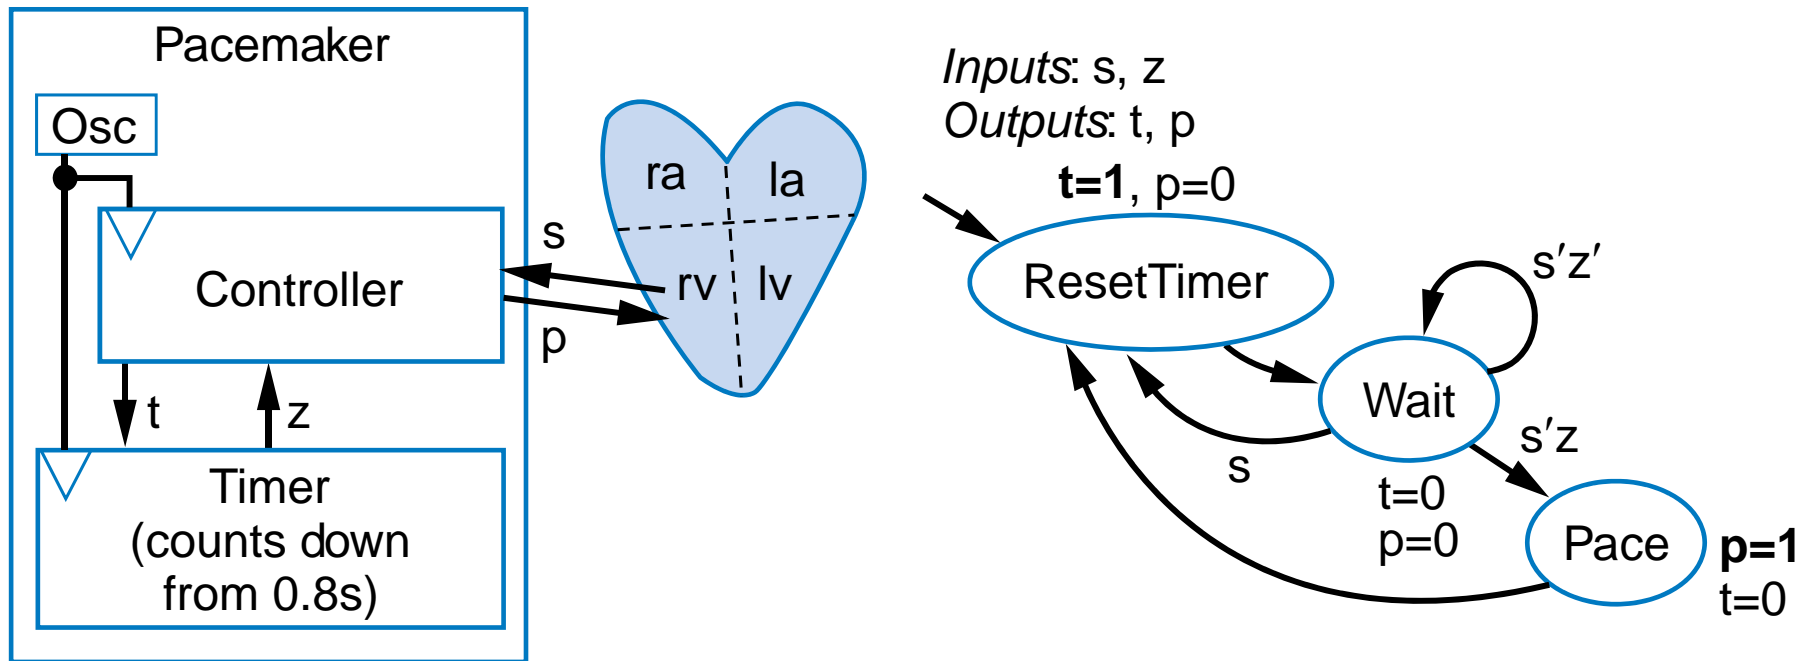 Pacemaker
Osc
Controller
t
z
Timer
(counts down
from 0.8s)
s
p
ra
la
rv
lv
Inputs: s, z
Outputs: t, p
t=1, p=0
ResetTimer
s′z′
Wait
s
s′z
t=0
p=0
Pace
p=1
t=0